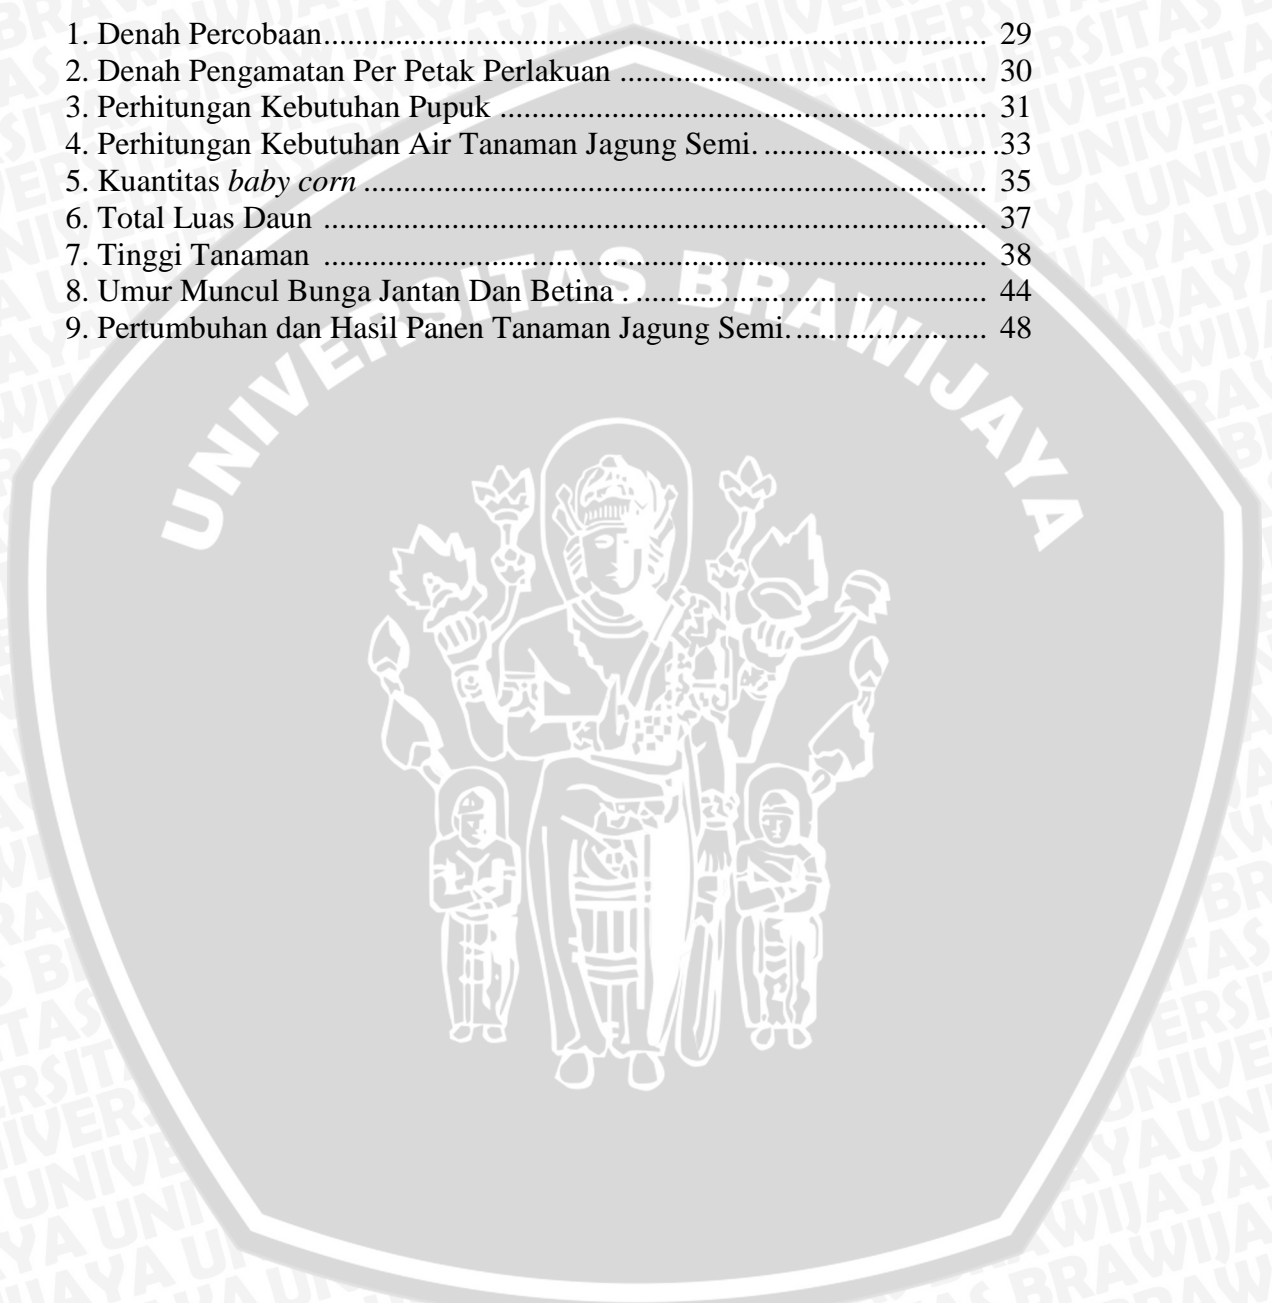 1. Denah Percobaan...................................................................... 29
2. Denah Pengamatan Per Petak Perlakuan ....................................... 30
3. Perhitungan Kebutuhan Pupuk .................................................... 31
4. Perhitungan Kebutuhan Air Tanaman Jagung Semi. ........................ .33
5. Kuantitas baby corn .................................................................. 35
6. Total Luas Daun ...................................................................... 37
7. Tinggi Tanaman ...................................................................... 38
8. Umur Muncul Bunga Jantan Dan Betina . ..................................... 44
9. Pertumbuhan dan Hasil Panen Tanaman Jagung Semi. .................... 48
UNIVERSITAS BRAWIJAYA